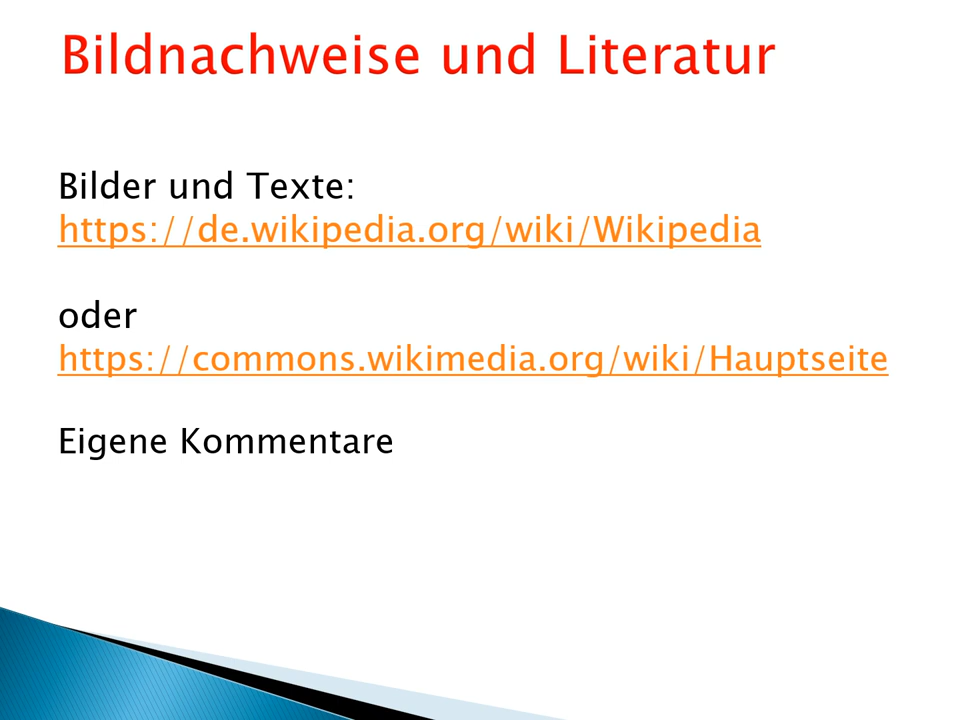 Bildnachweise und Literatur
Bilder und Texte:
https://de.wikipedia.org/wiki/Wikipedia
oder
https://commons.wikimedia.org/wiki/Hauptseite
Eigene Kommentare